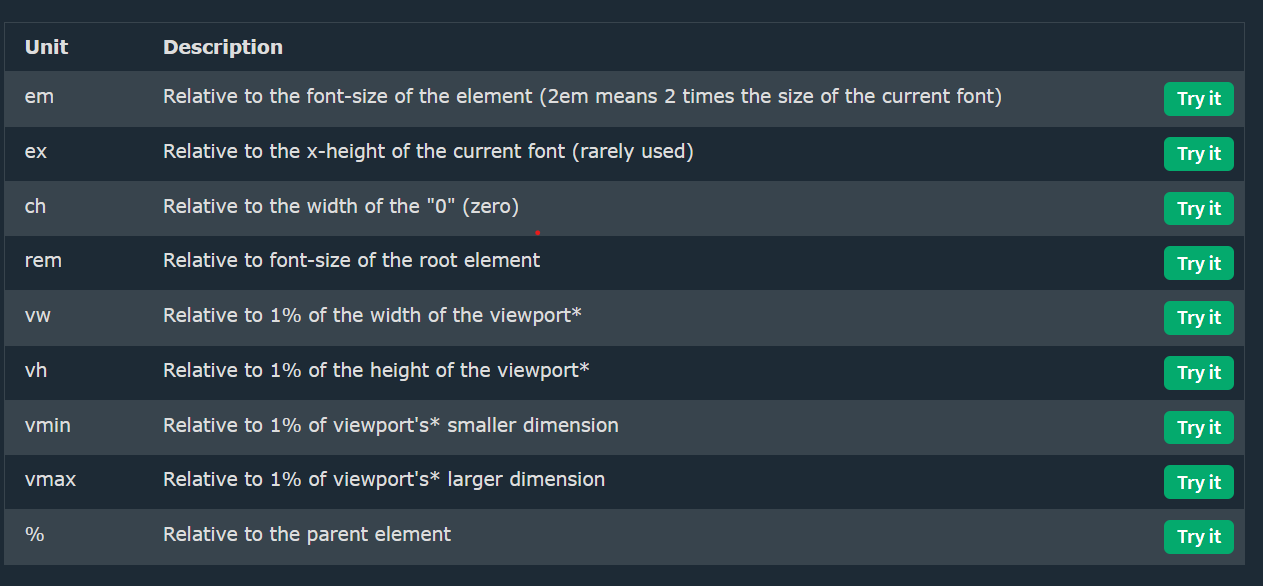 Unit Description
em Relative to the font-size of the element (2em means 2 times the size of the current font) Try it
ex Relative to the x-height of the current font (rarely used) Try it
ch Relative to the width of the "0" (zero) Try it
rem Relative to font-size of the root element Try it
vw Relative to 1% of the width of the viewport* Try it
vh Relative to 1% of the height of the viewport* Try it
vmin Relative to 1% of viewport's* smaller dimension Try it
vmax Relative to 1% of viewport's* larger dimension Try it
% Relative to the parent element Try it